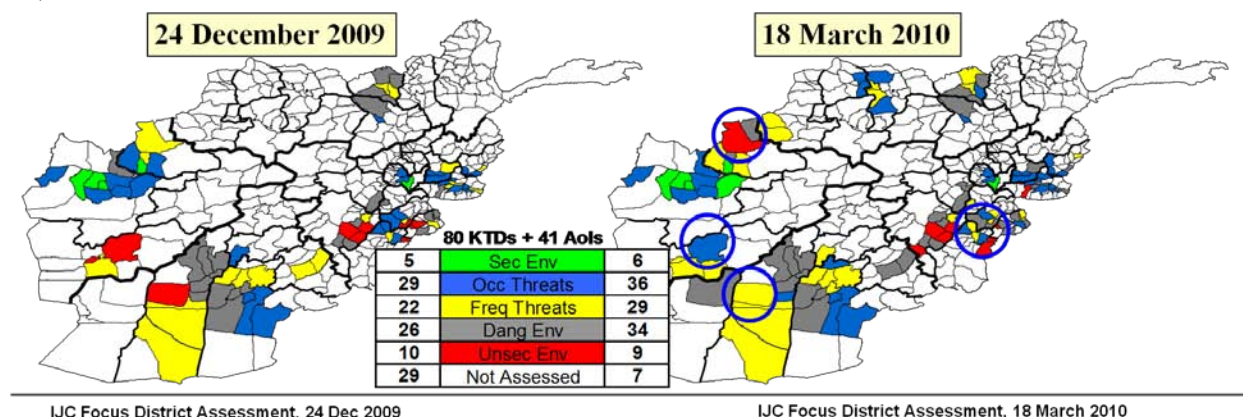 24 December 2009
18 March 2010
80 KTDs + 41 AoIs
5 Sec Env 6
29 Occ Threats 36
22 Freq Threats 29
26 Dang Env 34
10 Unsec Env 9
29 Not Assessed 7
IJC Focus District Assessment, 24 Dec 2009
IJC Focus District Assessment, 18 March 2010